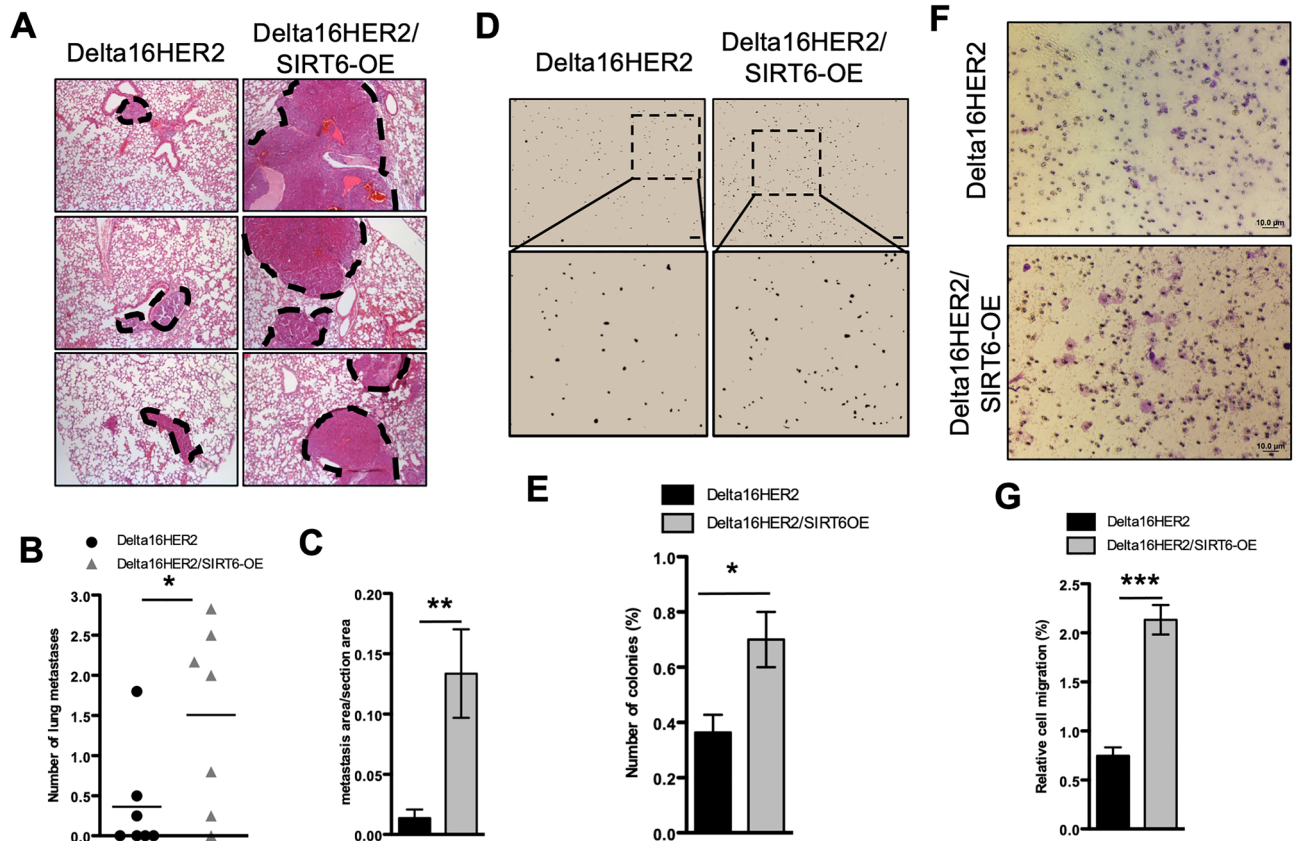 A
Delta16HER2
Delta16HER2/
SIRT6-OE
B
Delta16HER2
Delta16HER2/SIRT6-OE
*
Number of lung metastases
3.0
2.5
2.0
1.5
1.0
0.5
0.0
C
**
metastasis area/section area
0.20
0.15
0.10
0.05
0.00
D
Delta16HER2
Delta16HER2/
SIRT6-OE
E
Delta16HER2
Delta16HER2/SIRT6OE
*
Number of colonies (%)
1.0
0.8
0.6
0.4
0.2
0.0
F
Delta16HER2
10.0 µm
Delta16HER2/
SIRT6-OE
10.0 µm
G
Delta16HER2
Delta16HER2/SIRT6-OE
***
Relative cell migration (%)
2.5
2.0
1.5
1.0
0.5
0.0